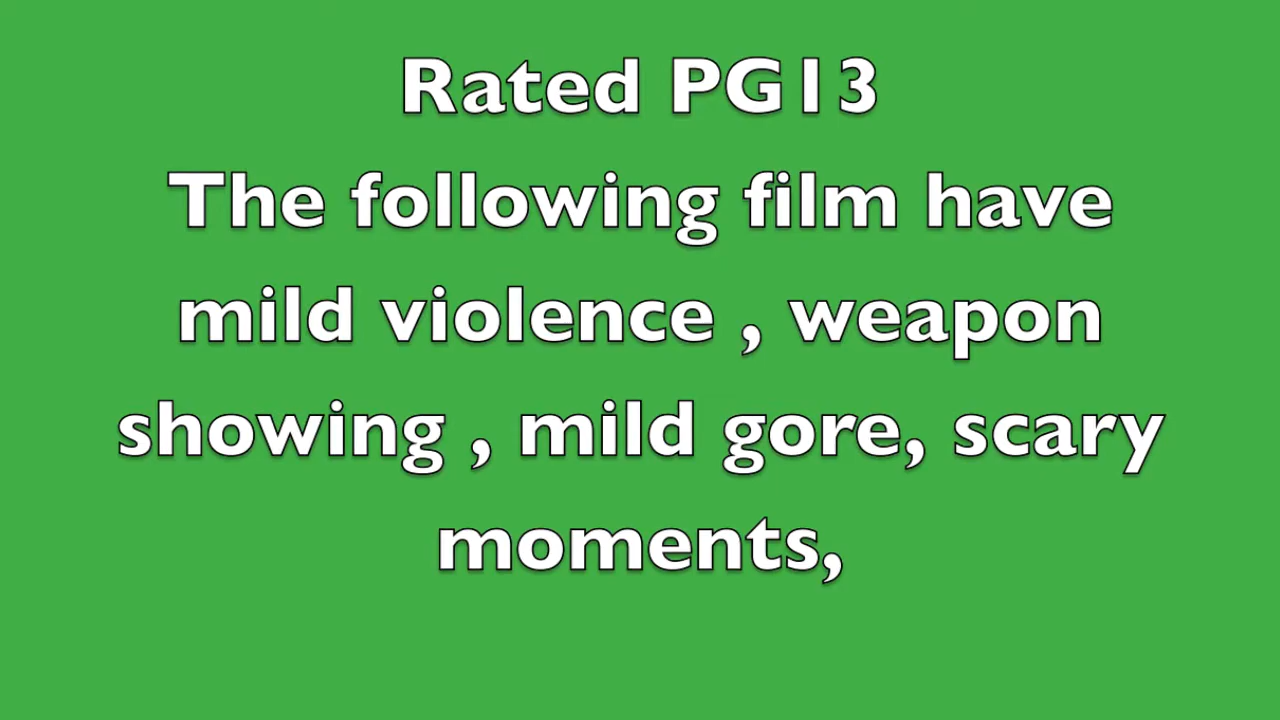 Rated PG13
The following film have
mild violence , weapon
showing , mild gore, scary
moments,